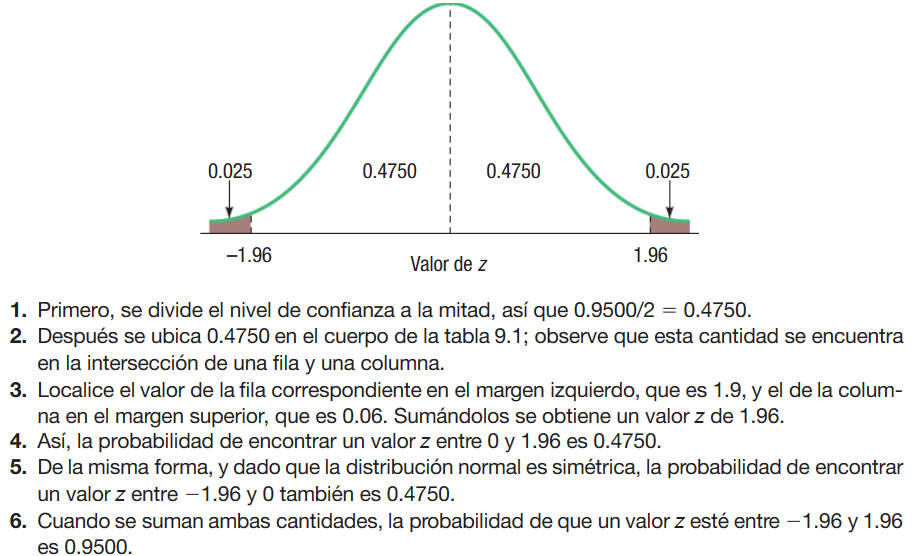 0.025
0.4750
0.4750
0.025
–1.96
Valor de z
1.96
1. Primero, se divide el nivel de confianza a la mitad, así que 0.9500/2 = 0.4750.
2. Después se ubica 0.4750 en el cuerpo de la tabla 9.1; observe que esta cantidad se encuentra
en la intersección de una fila y una columna.
3. Localice el valor de la fila correspondiente en el margen izquierdo, que es 1.9, y el de la colum-
na en el margen superior, que es 0.06. Sumándolos se obtiene un valor z de 1.96.
4. Así, la probabilidad de encontrar un valor z entre 0 y 1.96 es 0.4750.
5. De la misma forma, y dado que la distribución normal es simétrica, la probabilidad de encontrar
un valor z entre −1.96 y 0 también es 0.4750.
6. Cuando se suman ambas cantidades, la probabilidad de que un valor z esté entre −1.96 y 1.96
es 0.9500.